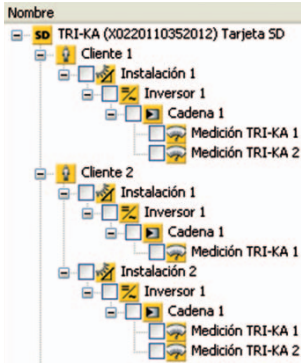 Nombre
SD TRI-KA (X0220110352012) Tarjeta SD
Cliente 1
Instalación 1
Inversor 1
Cadena 1
Medición TRI-KA 1
Medición TRI-KA 2
Cliente 2
Instalación 1
Inversor 1
Cadena 1
Medición TRI-KA 1
Instalación 2
Inversor 1
Cadena 1
Medición TRI-KA 1
Medición TRI-KA 2